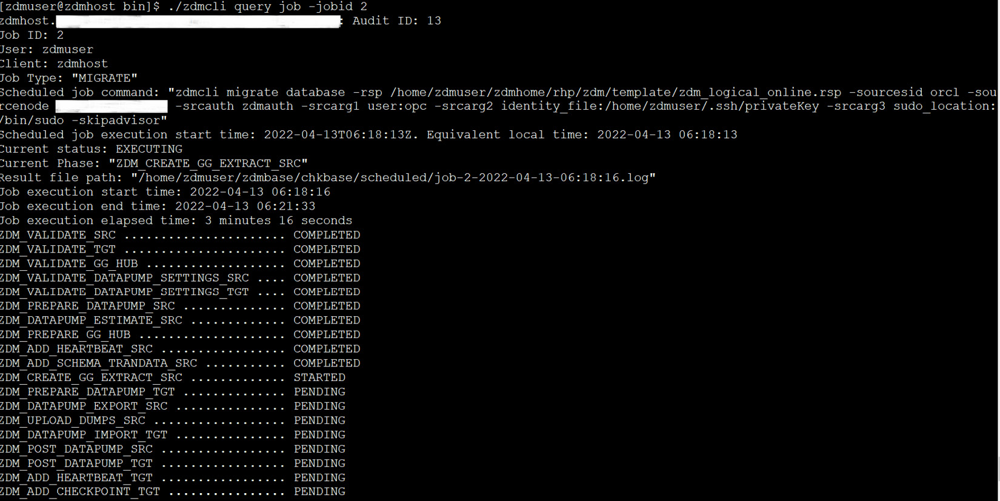 [zdmuser@zdmhost bin]$ ./zdmcli query job -jobid 2
zdmhost. : Audit ID: 13
Job ID: 2
User: zdmuser
Client: zdmhost
Job Type: "MIGRATE"
Scheduled job command: "zdmcli migrate database -rsp /home/zdmuser/zdmhome/rhp/zdm/template/zdm_logical_online.rsp -sourcesid orcl -sou
rcenode -srcauth zdmauth -srcarg1 user:opc -srcarg2 identity_file:/home/zdmuser/.ssh/privateKey -srcarg3 sudo_location:
/bin/sudo -skipadvisor"
Scheduled job execution start time: 2022-04-13T06:18:13Z. Equivalent local time: 2022-04-13 06:18:13
Current status: EXECUTING
Current Phase: "ZDM_CREATE_GG_EXTRACT_SRC"
Result file path: "/home/zdmuser/zdmbase/chkbase/scheduled/job-2-2022-04-13-06:18:16.log"
Job execution start time: 2022-04-13 06:18:16
Job execution end time: 2022-04-13 06:21:33
Job execution elapsed time: 3 minutes 16 seconds
ZDM_VALIDATE_SRC ...................... COMPLETED
ZDM_VALIDATE_TGT ...................... COMPLETED
ZDM_VALIDATE_GG_HUB ................... COMPLETED
ZDM_VALIDATE_DATAPUMP_SETTINGS_SRC .... COMPLETED
ZDM_VALIDATE_DATAPUMP_SETTINGS_TGT .... COMPLETED
ZDM_PREPARE_DATAPUMP_SRC .............. COMPLETED
ZDM_DATAPUMP_ESTIMATE_SRC ............. COMPLETED
ZDM_PREPARE_GG_HUB .................... COMPLETED
ZDM_ADD_HEARTBEAT_SRC ................. COMPLETED
ZDM_ADD_SCHEMA_TRANDATA_SRC ........... COMPLETED
ZDM_CREATE_GG_EXTRACT_SRC ............. STARTED
ZDM_PREPARE_DATAPUMP_TGT .............. PENDING
ZDM_DATAPUMP_EXPORT_SRC ............... PENDING
ZDM_UPLOAD_DUMPS_SRC .................. PENDING
ZDM_DATAPUMP_IMPORT_TGT ............... PENDING
ZDM_POST_DATAPUMP_SRC ................. PENDING
ZDM_POST_DATAPUMP_TGT ................. PENDING
ZDM_ADD_HEARTBEAT_TGT ................. PENDING
ZDM_ADD_CHECKPOINT_TGT ................ PENDING